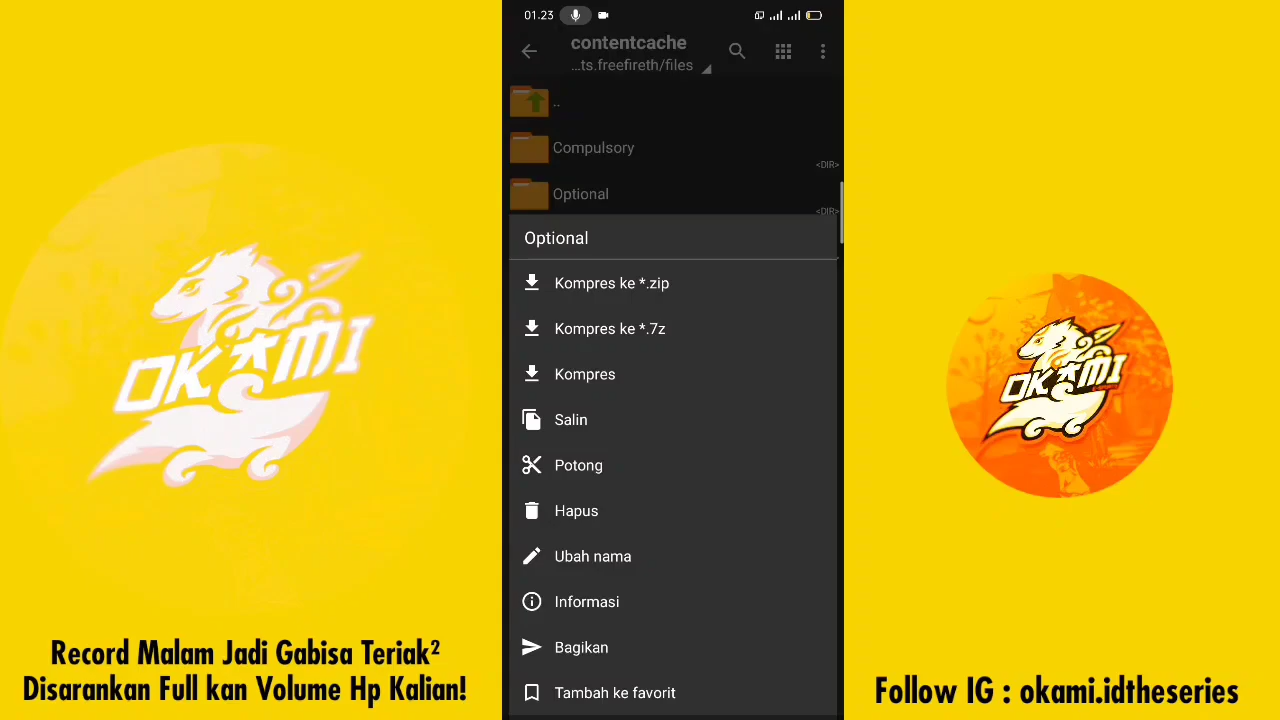 01.23
contentcache
...ts.freefireth/files
..
Compulsory
<DIR>
Optional
<DIR>
Optional
Kompres ke *.zip
Kompres ke *.7z
Kompres
Salin
Potong
Hapus
Ubah nama
Informasi
Bagikan
Tambah ke favorit
OKAMI
Record Malam Jadi Gabisa Teriak²
Disarankan Full kan Volume Hp Kalian!
OKAMI
Follow IG : okami.idtheseries